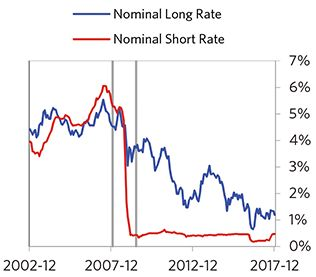 Nominal Long Rate
Nominal Short Rate
7%
6%
5%
4%
3%
2%
1%
0%
2002-12 2007-12 2012-12 2017-12